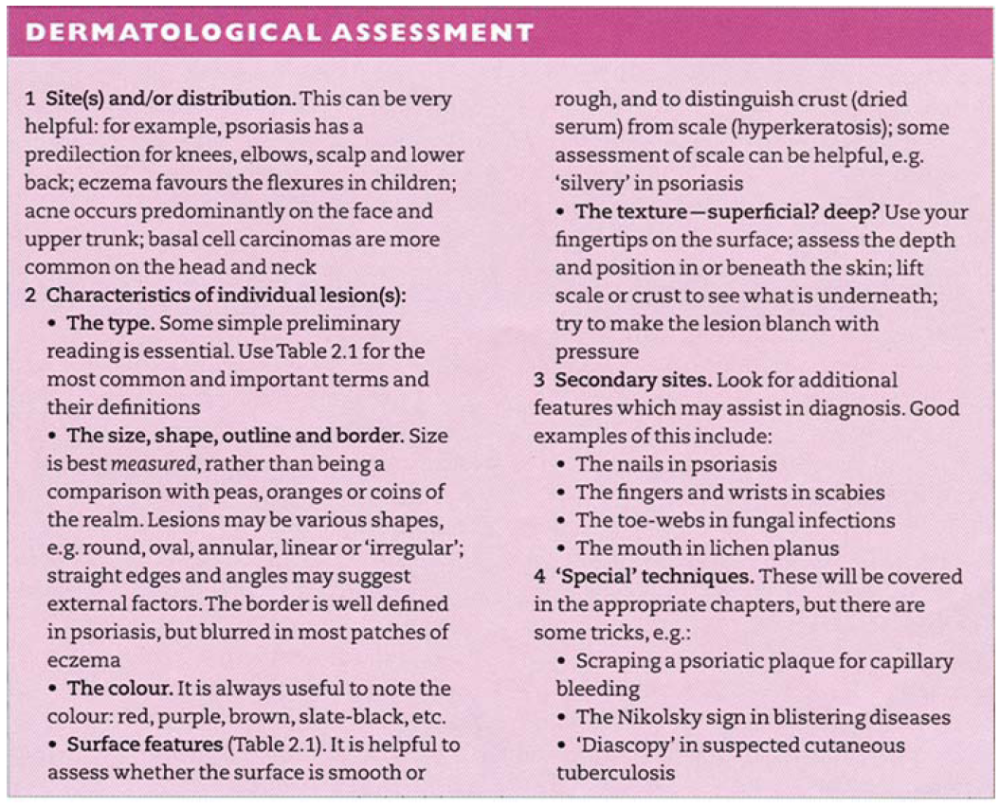 DERMATOLOGICAL ASSESSMENT
1 Site(s) and/or distribution. This can be very
helpful: for example, psoriasis has a
predilection for knees, elbows, scalp and lower
back; eczema favours the flexures in children;
acne occurs predominantly on the face and
upper trunk; basal cell carcinomas are more
common on the head and neck
2 Characteristics of individual lesion(s):
• The type. Some simple preliminary
reading is essential. Use Table 2.1 for the
most common and important terms and
their definitions
• The size, shape, outline and border. Size
is best measured, rather than being a
comparison with peas, oranges or coins of
the realm. Lesions may be various shapes,
e.g. round, oval, annular, linear or ‘irregular’;
straight edges and angles may suggest
external factors. The border is well defined
in psoriasis, but blurred in most patches of
eczema
• The colour. It is always useful to note the
colour: red, purple, brown, slate-black, etc.
• Surface features (Table 2.1). It is helpful to
assess whether the surface is smooth or
rough, and to distinguish crust (dried
serum) from scale (hyperkeratosis); some
assessment of scale can be helpful, e.g.
‘silvery’ in psoriasis
• The texture—superficial? deep? Use your
fingertips on the surface; assess the depth
and position in or beneath the skin; lift
scale or crust to see what is underneath;
try to make the lesion blanch with
pressure
3 Secondary sites. Look for additional
features which may assist in diagnosis. Good
examples of this include:
• The nails in psoriasis
• The fingers and wrists in scabies
• The toe-webs in fungal infections
• The mouth in lichen planus
4 ‘Special’ techniques. These will be covered
in the appropriate chapters, but there are
some tricks, e.g.:
• Scraping a psoriatic plaque for capillary
bleeding
• The Nikolsky sign in blistering diseases
• ‘Diascopy’ in suspected cutaneous
tuberculosis